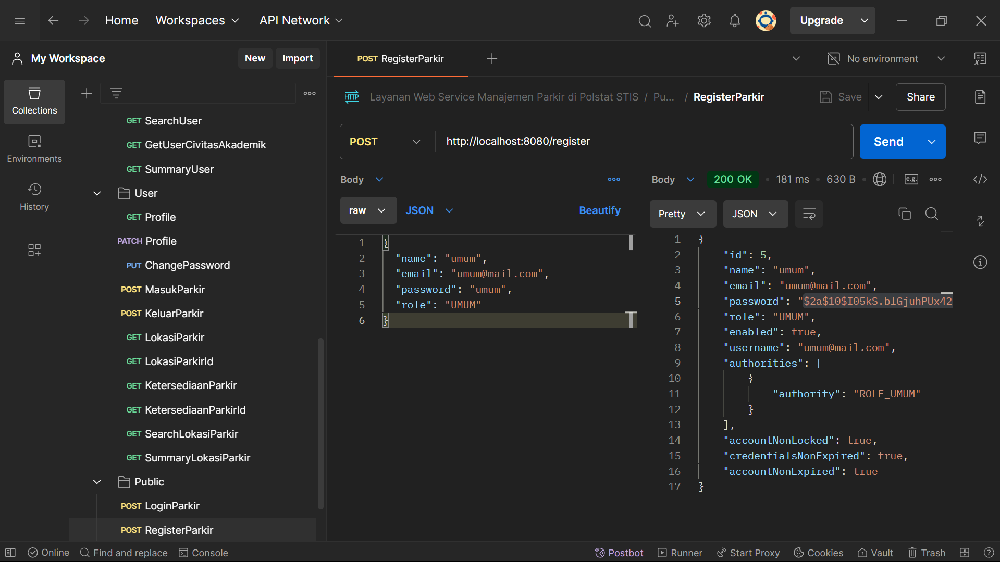 Home Workspaces API Network Upgrade
My Workspace New Import
POST RegisterParkir No environment
Collections
Environments
History
GET SearchUser
GET GetUserCivitasAkademik
GET SummaryUser
User
GET Profile
PATCH Profile
PUT ChangePassword
POST MasukParkir
POST KeluarParkir
GET LokasiParkir
GET LokasiParkirId
GET KetersediaanParkir
GET KetersediaanParkirId
GET SearchLokasiParkir
GET SummaryLokasiParkir
Public
POST LoginParkir
POST RegisterParkir
HTTP Layanan Web Service Manajemen Parkir di Polstat STIS / Pu... / RegisterParkir Save Share
POST http://localhost:8080/register Send
Body
raw JSON Beautify
1 {
2 "name": "umum",
3 "email": "umum@mail.com",
4 "password": "umum",
5 "role": "UMUM"
6 }
Body 200 OK • 181 ms • 630 B • e.g.
Pretty JSON
1 {
2 "id": 5,
3 "name": "umum",
4 "email": "umum@mail.com",
5 "password": "$2a$10$I05kS.blGjuhPUx42
6 "role": "UMUM",
7 "enabled": true,
8 "username": "umum@mail.com",
9 "authorities": [
10 {
11 "authority": "ROLE_UMUM"
12 }
13 ],
14 "accountNonLocked": true,
15 "credentialsNonExpired": true,
16 "accountNonExpired": true
17 }
Online Find and replace Console Postbot Runner Start Proxy Cookies Vault Trash